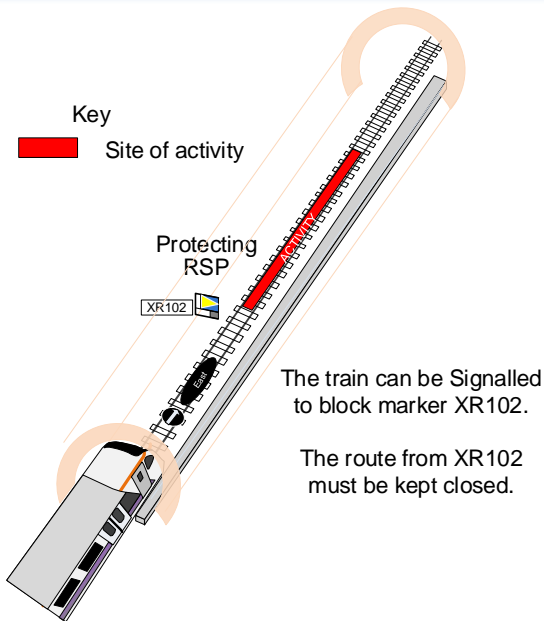 Key
Site of activity
ACTIVITY
Protecting
RSP
XR102
East
The train can be Signalled
to block marker XR102.
The route from XR102
must be kept closed.